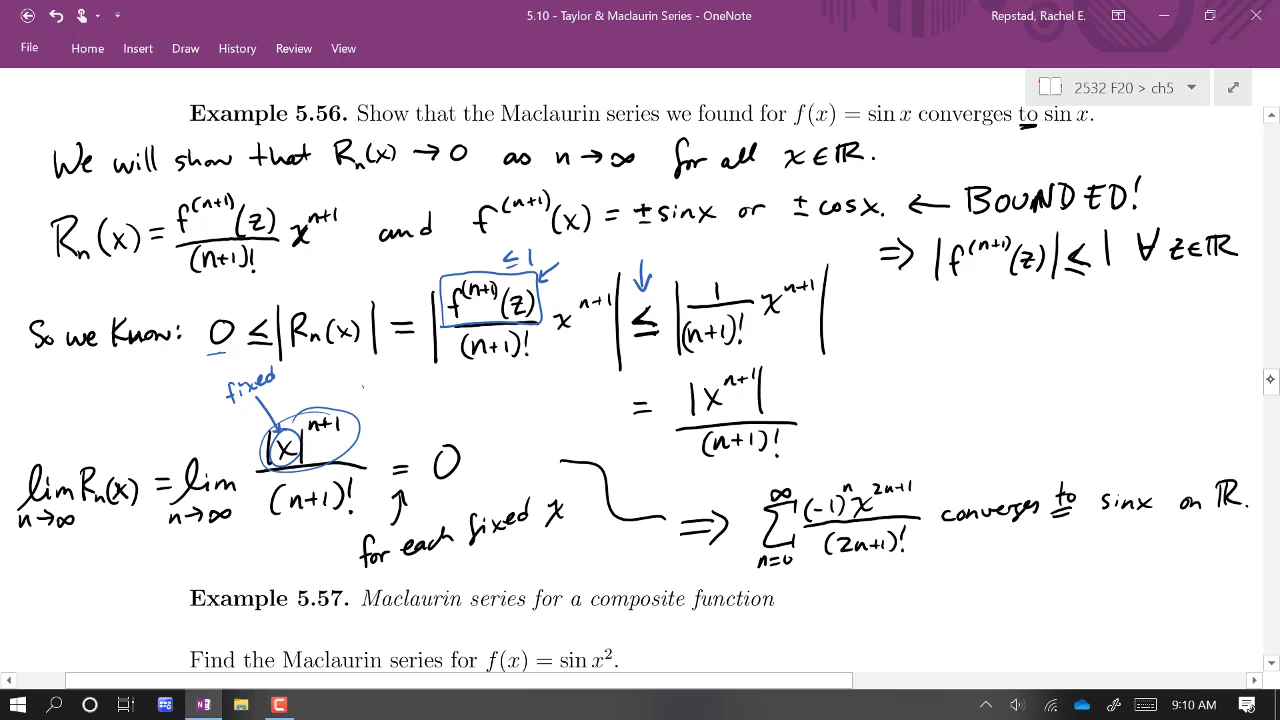 5.10 - Taylor & Maclaurin Series - OneNote
Repstad, Rachel E.
File Home Insert Draw History Review View
2532 F20 > ch5
Example 5.56. Show that the Maclaurin series we found for f(x) = sin x converges to sin x.
We will show that Rₙ(x) → 0 as n → ∞ for all x ∈ ℝ.
Rₙ(x) = f^(n+1)(z)/(n+1)! x^(n+1) and f^(n+1)(x) = ± sinx or ± cosx. ← BOUNDED!
⇒ |f^(n+1)(z)| ≤ 1 ∀ z∈ℝ
≤ 1
So we know: 0 ≤ |Rₙ(x)| = |f^(n+1)(z)/(n+1)! x^(n+1)| ≤ |1/(n+1)! x^(n+1)|
= |x^(n+1)|/(n+1)!
fixed
lim n→∞ Rₙ(x) = lim n→∞ |x|^(n+1)/(n+1)! = 0
for each fixed x
⇒ ∞ Σ n=0 (-1)^n x^(2n+1)/(2n+1)! converges to sinx on ℝ.
Example 5.57. Maclaurin series for a composite function
Find the Maclaurin series for f(x) = sin x².
9:10 AM